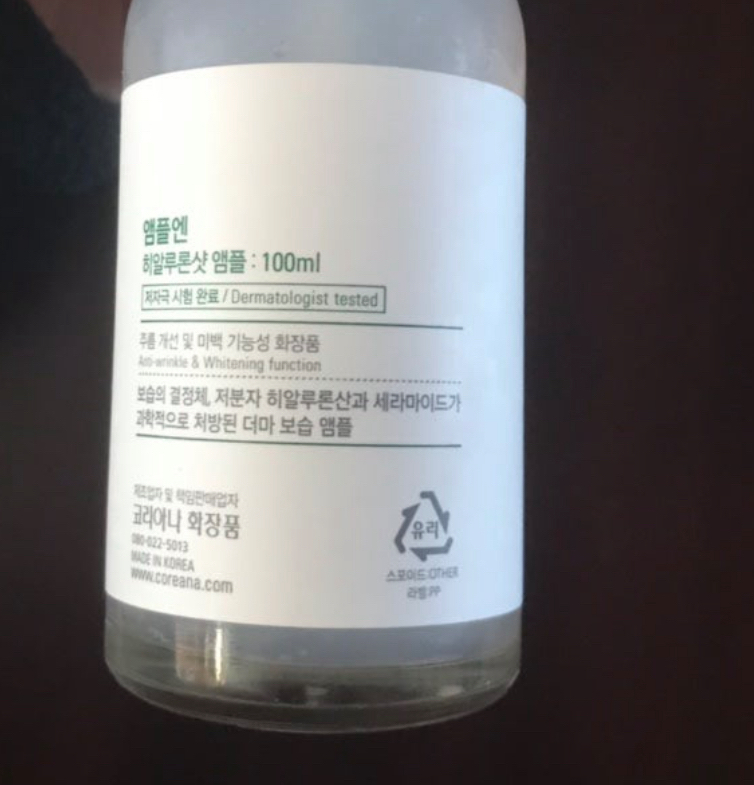 앰플엔
히알루론샷 앰플 : 100ml
저자극 시험 완료 / Dermatologist tested
주름 개선 및 미백 기능성 화장품
Anti-wrinkle & Whitening function
보습의 결정체, 저분자 히알루론산과 세라마이드가
과학적으로 처방된 더마 보습 앰플
제조업자 및 책임판매업자
코리아나 화장품
080-022-5013
MADE IN KOREA
www.coreana.com
유리
스포이드:OTHER
라벨:PP